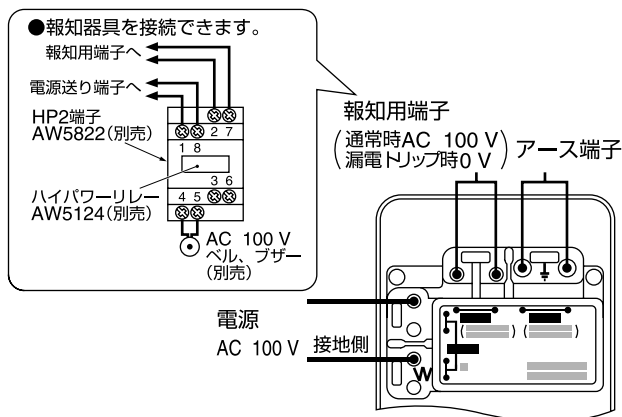 ●報知器具を接続できます。
報知用端子へ
電源送り端子へ
HP2端子
AW5822(別売)
2 7
1 8
3 6
4 5
ハイパワーリレー
AW5124(別売)
AC 100 V
ベル、ブザー
(別売)
報知用端子
(通常時AC 100 V
漏電トリップ時0 V)
アース端子
電源
AC 100 V 接地側
W